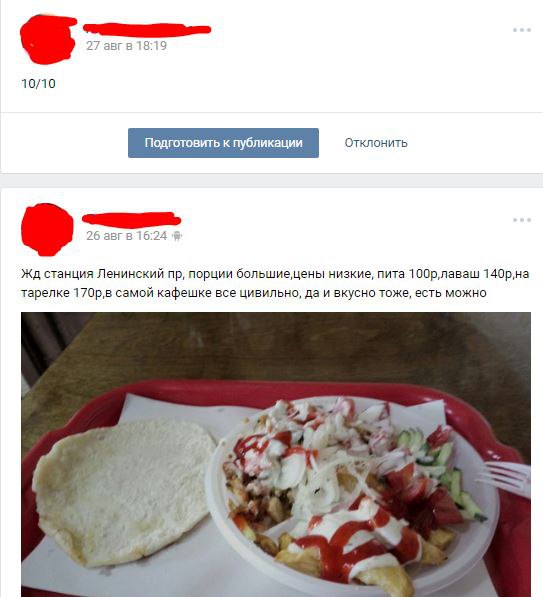 27 авг в 18:19
10/10
Подготовить к публикации Отклонить
26 авг в 16:24
Жд станция Ленинский пр, порции большие,цены низкие, пита 100р,лаваш 140р,на
тарелке 170р,в самой кафешке все цивильно, да и вкусно тоже, есть можно